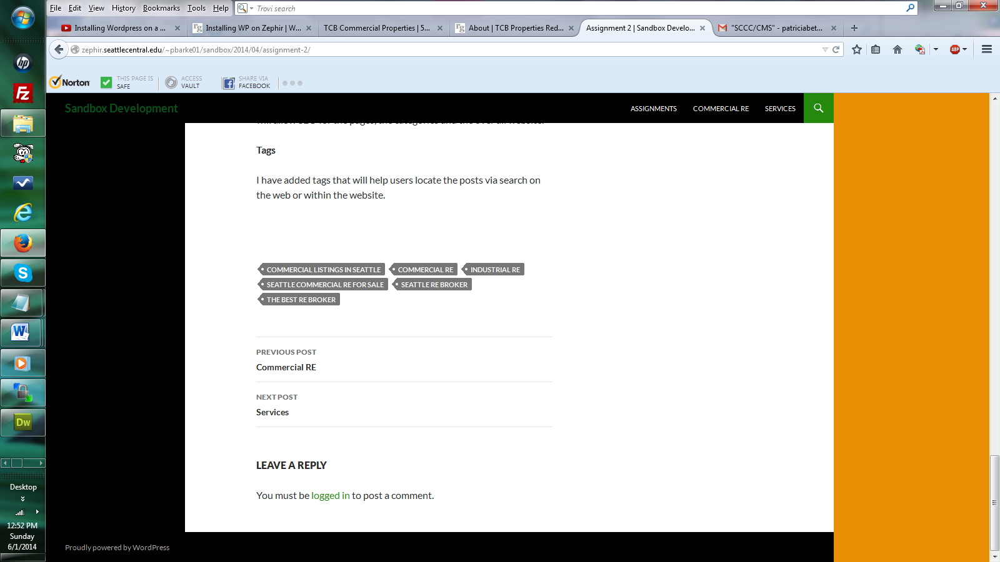 File Edit View History Bookmarks Tools Help Trovi search
Installing Wordpress on a ... Installing WP on Zephir | W... TCB Commercial Properties | 5... About | TCB Properties Red... Assignment 2 | Sandbox Develo... "SCCC/CMS" - patriciabet...
zephir.seattlecentral.edu/~pbarke01/sandbox/2014/04/assignment-2/
ABP
Norton THIS PAGE IS SAFE ACCESS VAULT SHARE VIA FACEBOOK
Sandbox Development ASSIGNMENTS COMMERCIAL RE SERVICES
Tags
I have added tags that will help users locate the posts via search on
the web or within the website.
COMMERCIAL LISTINGS IN SEATTLE COMMERCIAL RE INDUSTRIAL RE
SEATTLE COMMERCIAL RE FOR SALE SEATTLE RE BROKER
THE BEST RE BROKER
PREVIOUS POST
Commercial RE
NEXT POST
Services
LEAVE A REPLY
You must be logged in to post a comment.
Proudly powered by WordPress
hp
Fz
S
W
Dw
Desktop
12:52 PM
Sunday
6/1/2014